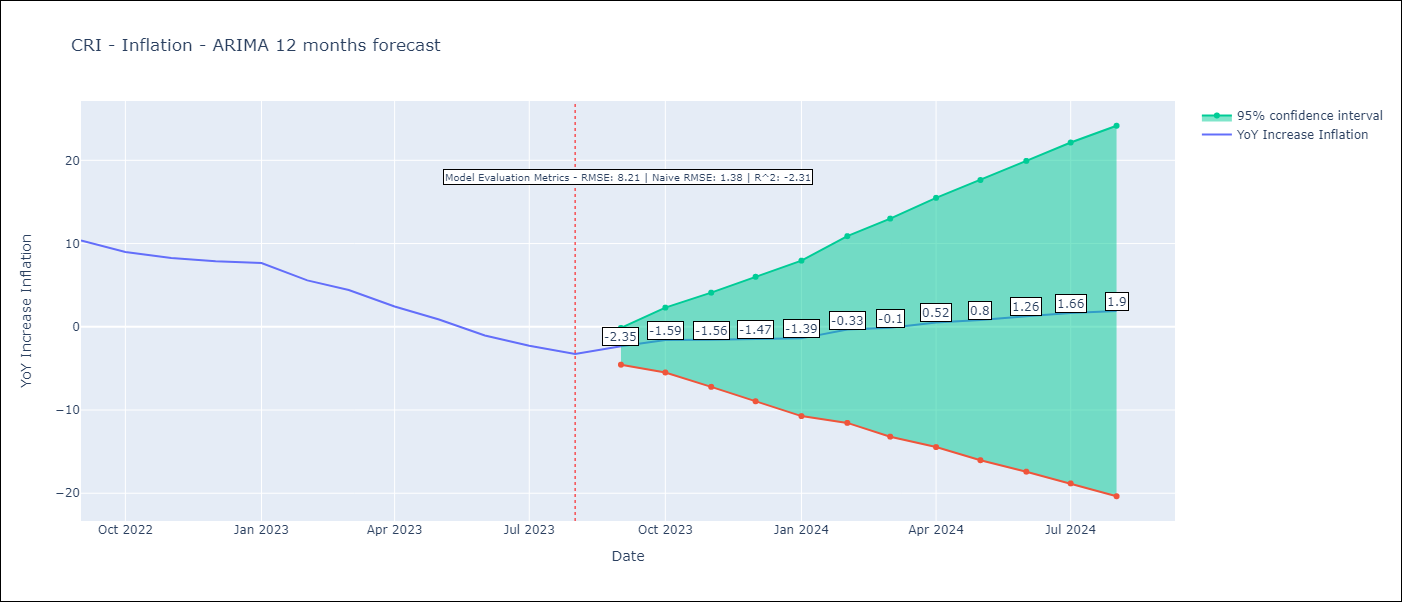 CRI - Inflation - ARIMA 12 months forecast
95% confidence interval
YoY Increase Inflation
Model Evaluation Metrics - RMSE: 8.21 | Naive RMSE: 1.38 | R^2: -2.31
YoY Increase Inflation
20
10
0
−10
−20
-2.35
-1.59
-1.56
-1.47
-1.39
-0.33
-0.1
0.52
0.8
1.26
1.66
1.9
Oct 2022
Jan 2023
Apr 2023
Jul 2023
Oct 2023
Jan 2024
Apr 2024
Jul 2024
Date